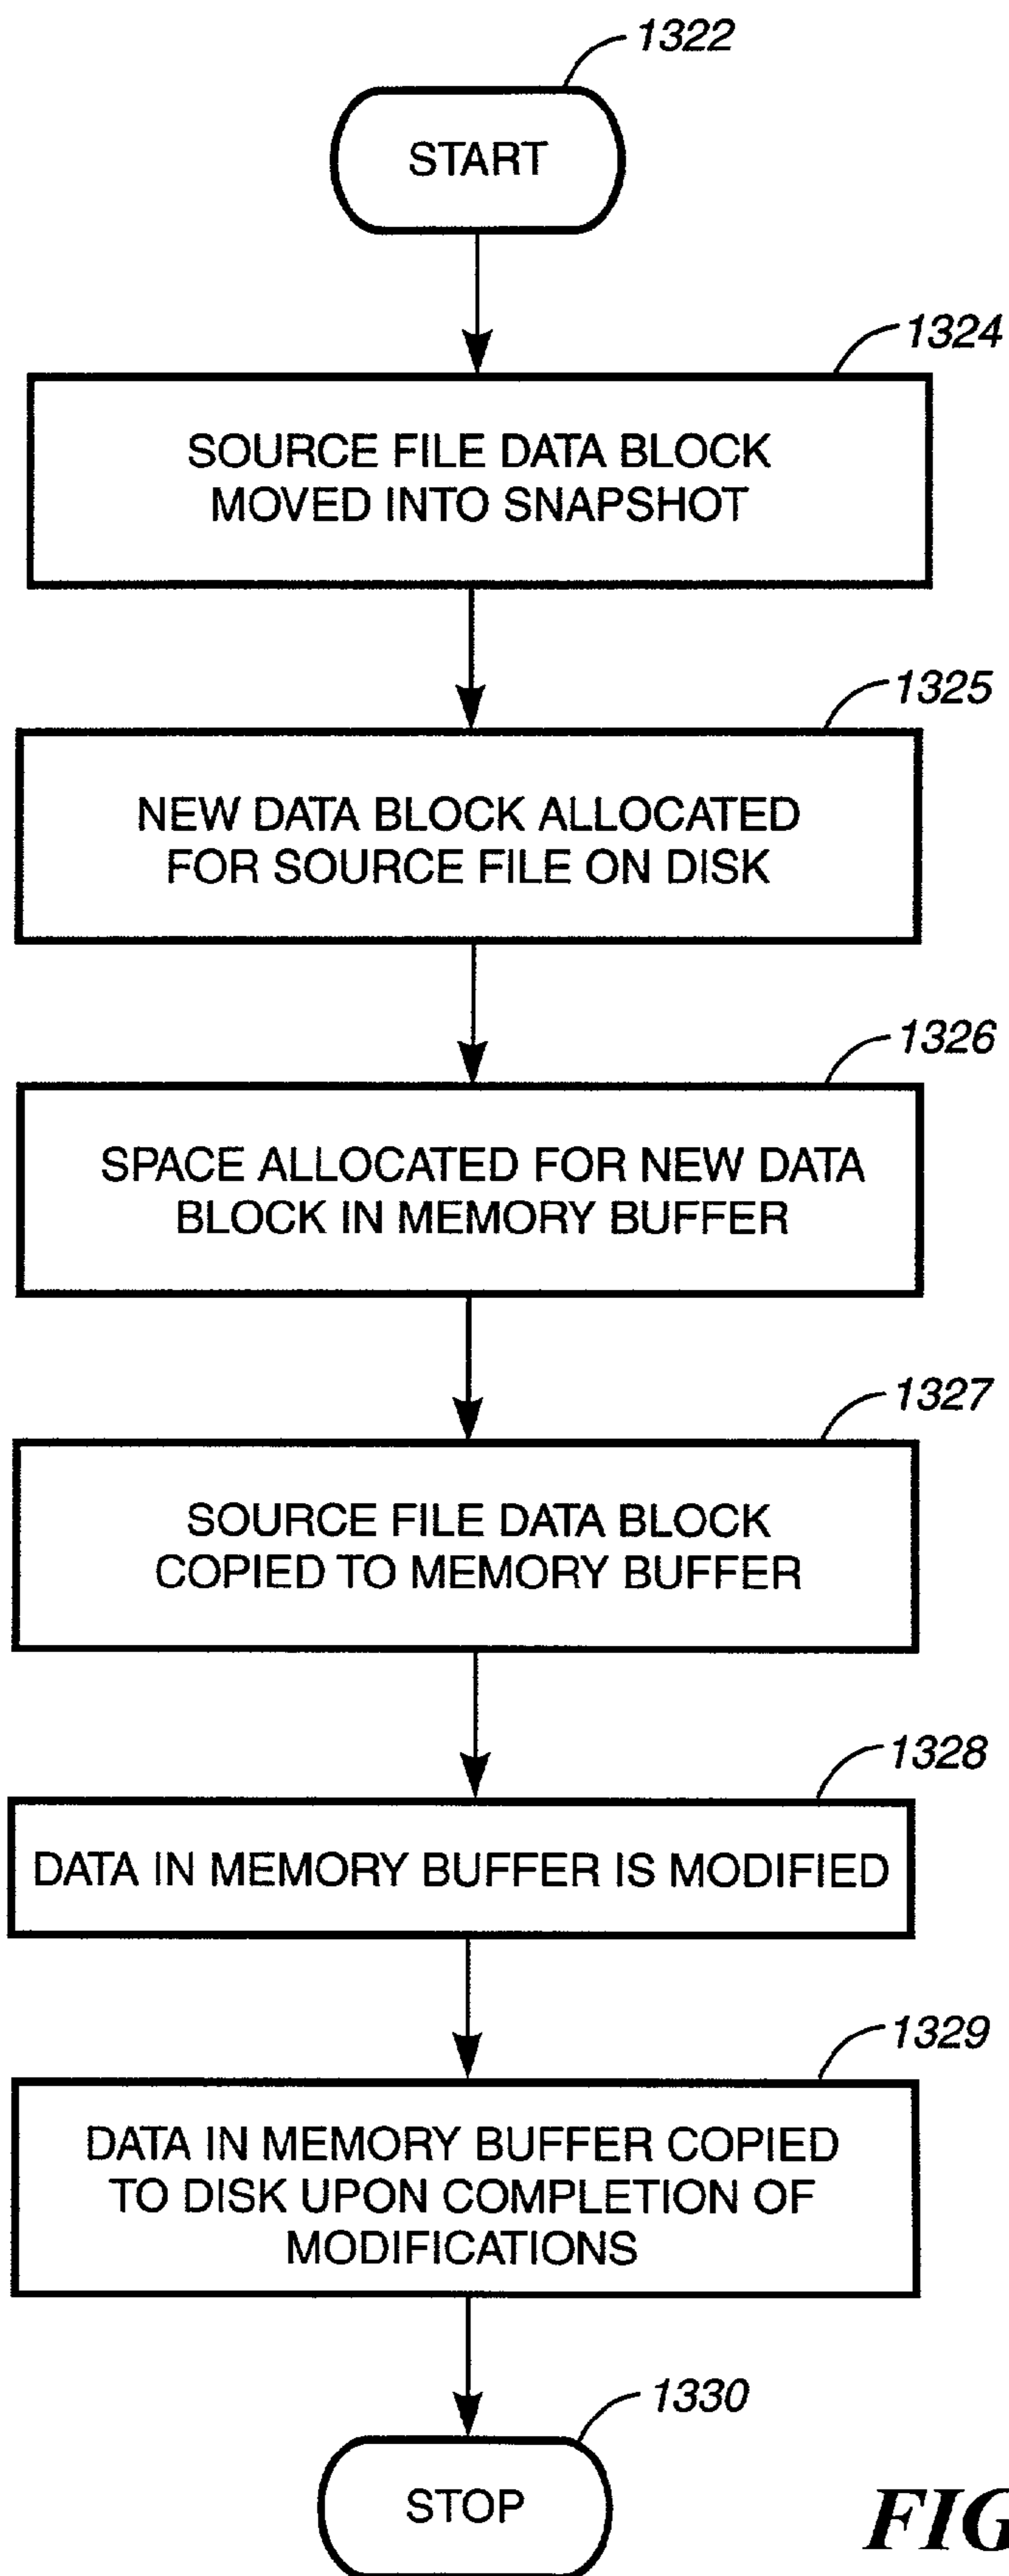 1322
START
1324
SOURCE FILE DATA BLOCK
MOVED INTO SNAPSHOT
1325
NEW DATA BLOCK ALLOCATED
FOR SOURCE FILE ON DISK
1326
SPACE ALLOCATED FOR NEW DATA
BLOCK IN MEMORY BUFFER
1327
SOURCE FILE DATA BLOCK
COPIED TO MEMORY BUFFER
1328
DATA IN MEMORY BUFFER IS MODIFIED
1329
DATA IN MEMORY BUFFER COPIED
TO DISK UPON COMPLETION OF
MODIFICATIONS
1330
STOP
FIG